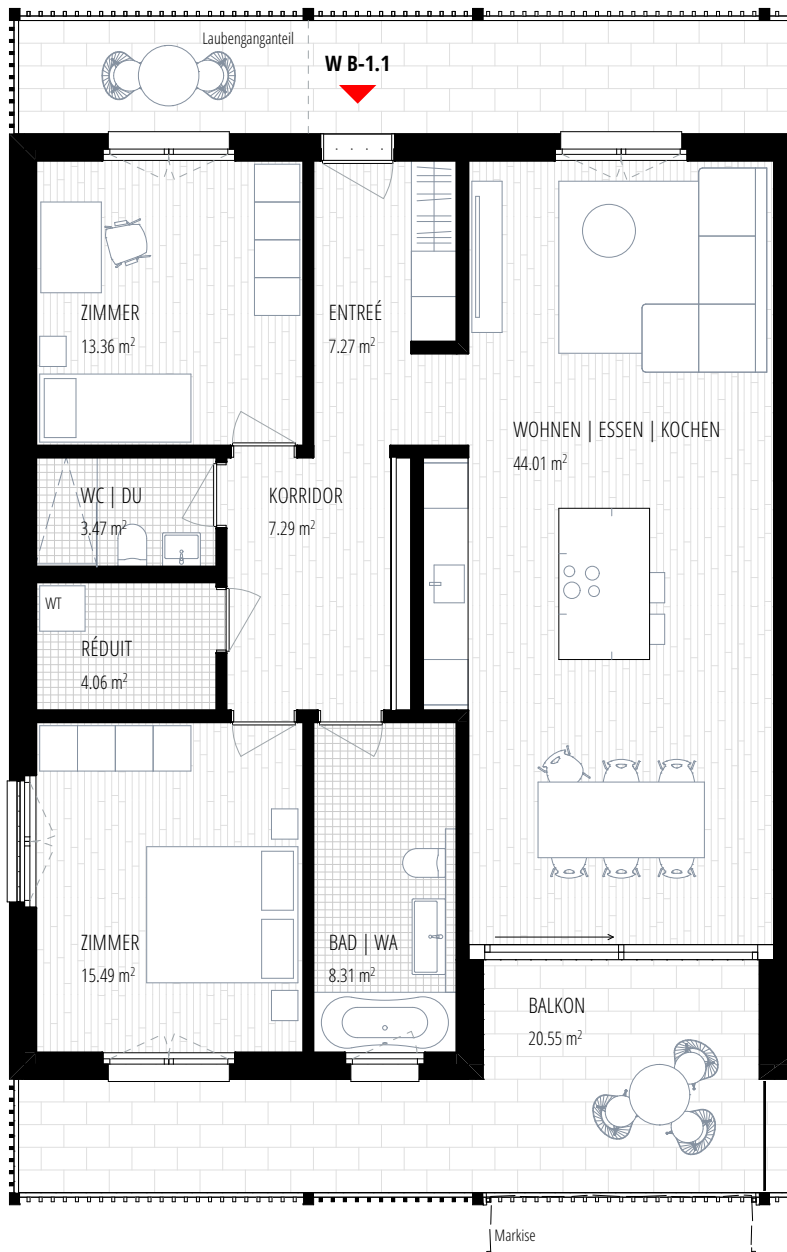 Laubenganganteil
W B-1.1
ZIMMER
13.36 m²
ENTREÉ
7.27 m²
WOHNEN | ESSEN | KOCHEN
44.01 m²
WC | DU
3.47 m²
KORRIDOR
7.29 m²
WT
RÉDUIT
4.06 m²
ZIMMER
15.49 m²
BAD | WA
8.31 m²
BALKON
20.55 m²
Markise